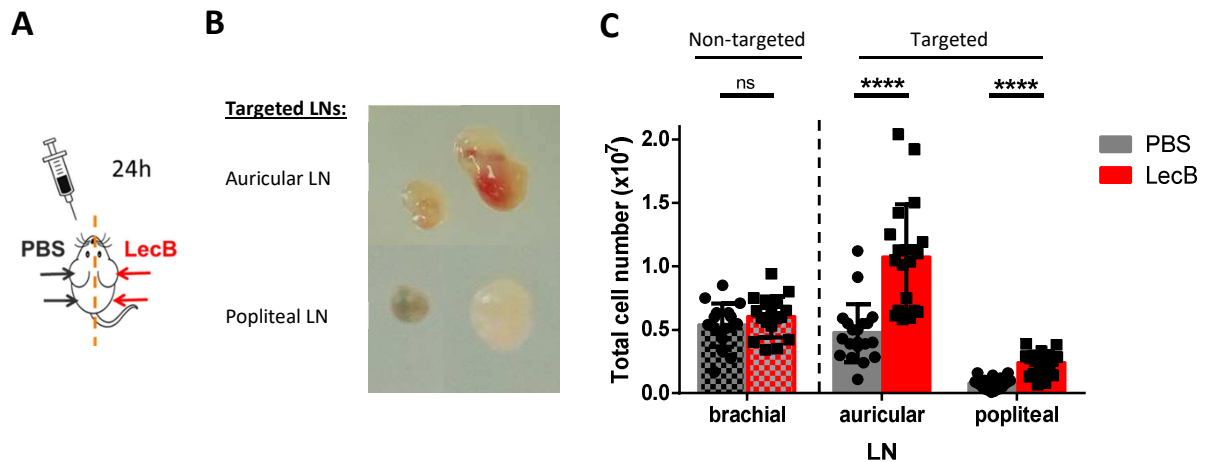 A
B
C
24h
PBS
LecB
Targeted LNs:
Auricular LN
Popliteal LN
Non-targeted
Targeted
ns
****
****
Total cell number (x10⁷)
2.0
1.5
1.0
0.5
0.0
brachial
auricular
popliteal
LN
PBS
LecB